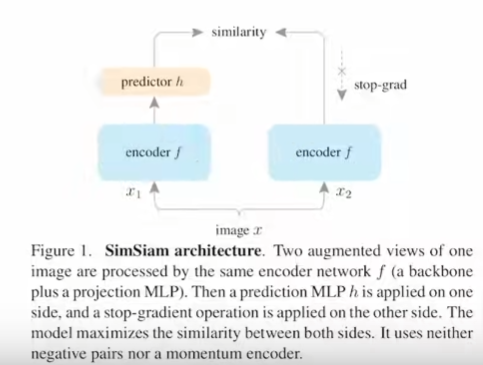 similarity
predictor h
stop-grad
encoder f
encoder f
x1
x2
image x
Figure 1. SimSiam architecture. Two augmented views of one
image are processed by the same encoder network f (a backbone
plus a projection MLP). Then a prediction MLP h is applied on one
side, and a stop-gradient operation is applied on the other side. The
model maximizes the similarity between both sides. It uses neither
negative pairs nor a momentum encoder.